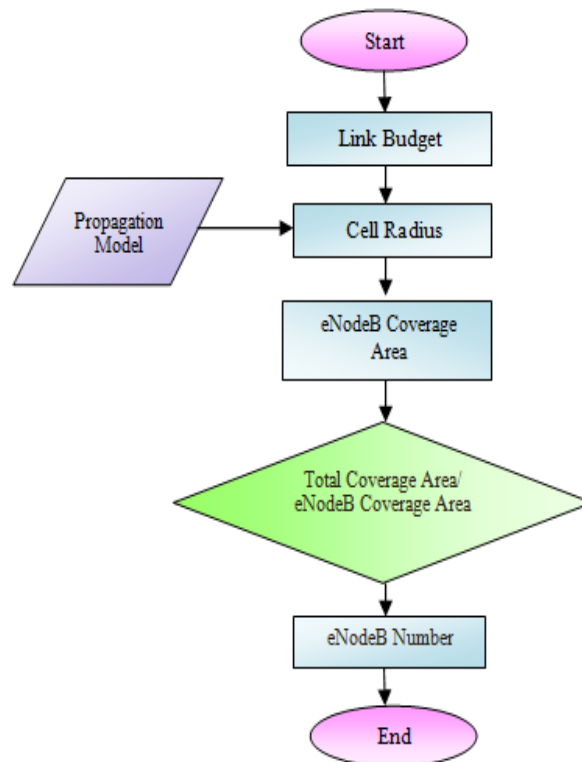 Start
Link Budget
Propagation
Model
Cell Radius
eNodeB Coverage
Area
Total Coverage Area/
eNodeB Coverage Area
eNodeB Number
End